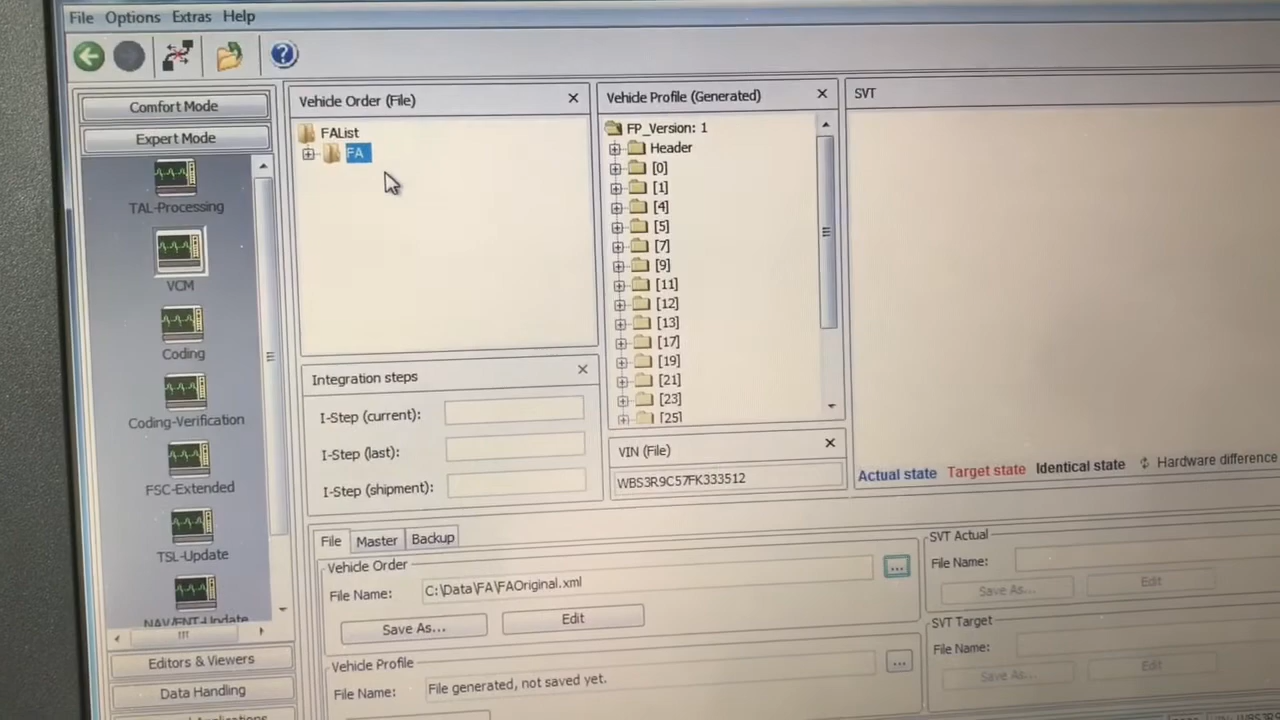 File Options Extras Help
Comfort Mode
Expert Mode
TAL-Processing
VCM
Coding
Coding-Verification
FSC-Extended
TSL-Update
NAV/ENT-Update
Editors & Viewers
Data Handling
Vehicle Order (File)
FAList
FA
Integration steps
I-Step (current):
I-Step (last):
I-Step (shipment):
Vehicle Profile (Generated)
FP_Version: 1
Header
[0]
[1]
[4]
[5]
[7]
[9]
[11]
[12]
[13]
[17]
[19]
[21]
[23]
[25]
VIN (File)
WBS3R9C57FK333512
SVT
Actual state Target state Identical state Hardware difference
File Master Backup
Vehicle Order
File Name: C:\Data\FA\FAOriginal.xml ...
Save As... Edit
Vehicle Profile
File Name: File generated, not saved yet. ...
SVT Actual
File Name:
Save As... Edit
SVT Target
File Name:
Save As... Edit